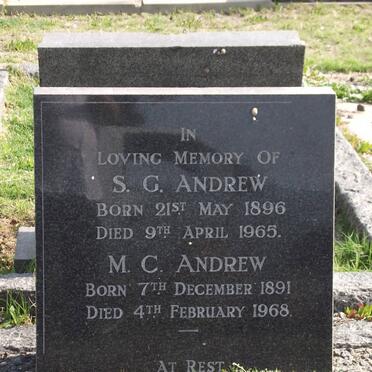 IN
LOVING MEMORY OF
S. G. ANDREW
BORN 21ST MAY 1896
DIED 9TH APRIL 1965.
M. C. ANDREW
BORN 7TH DECEMBER 1891
DIED 4TH FEBRUARY 1968.
AT REST